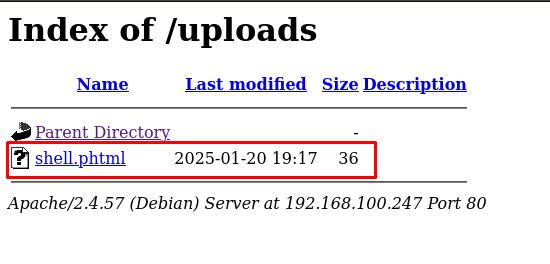 Index of /uploads
Name Last modified Size Description
Parent Directory -
shell.phtml 2025-01-20 19:17 36
Apache/2.4.57 (Debian) Server at 192.168.100.247 Port 80